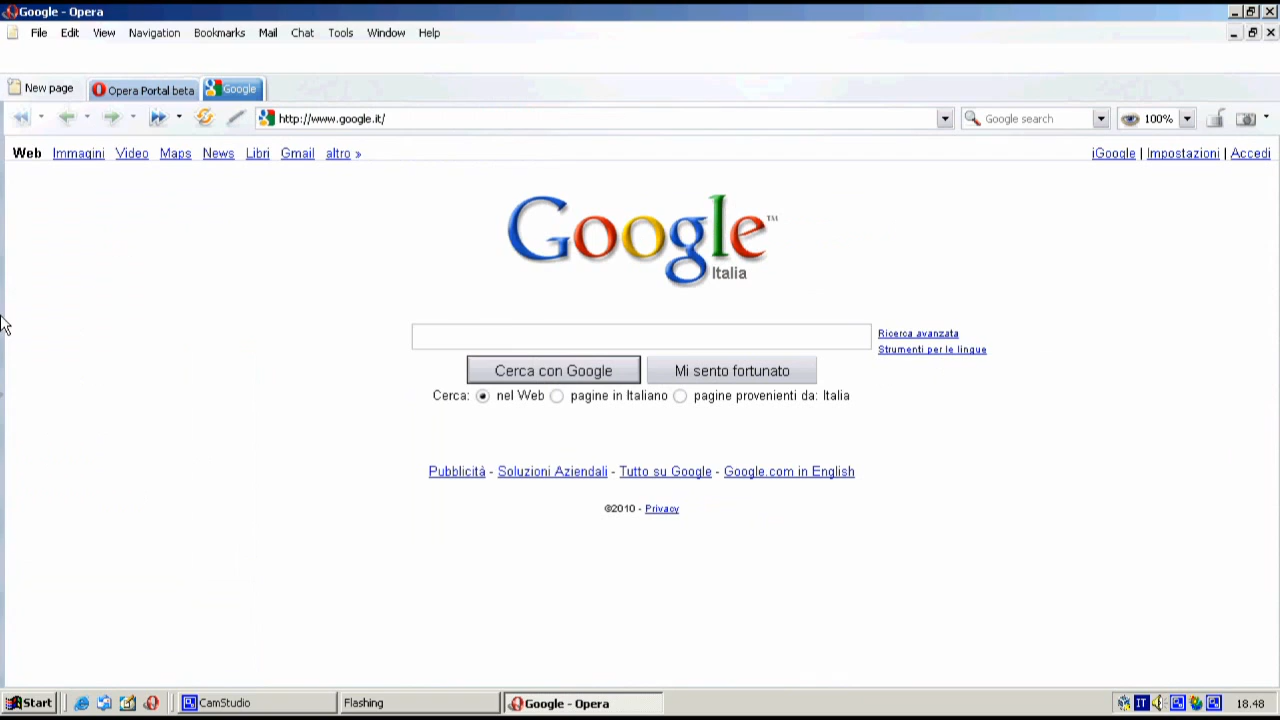 Google - Opera
File Edit View Navigation Bookmarks Mail Chat Tools Window Help
New page Opera Portal beta Google
http://www.google.it/ Google search 100%
Web Immagini Video Maps News Libri Gmail altro » iGoogle | Impostazioni | Accedi
Google™
Italia
Ricerca avanzata
Strumenti per le lingue
Cerca con Google Mi sento fortunato
Cerca: nel Web pagine in Italiano pagine provenienti da: Italia
Pubblicità - Soluzioni Aziendali - Tutto su Google - Google.com in English
©2010 - Privacy
Start CamStudio Flashing Google - Opera IT 18.48